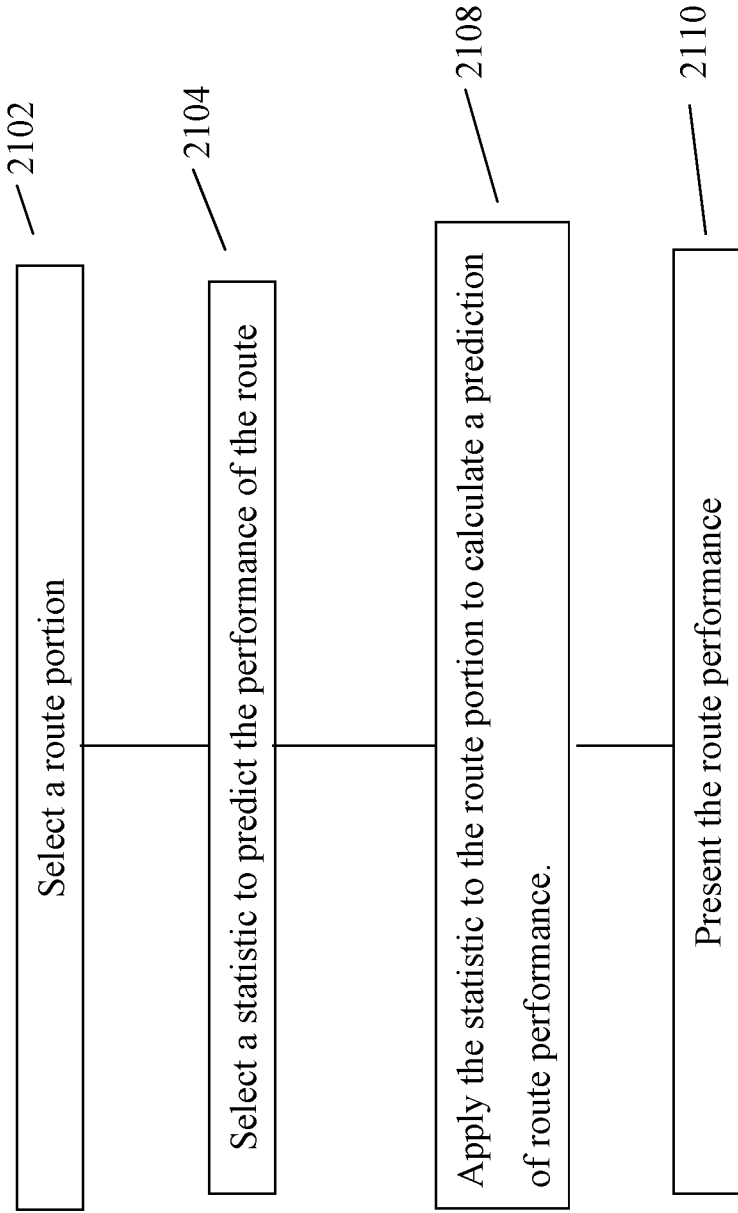 2102
Select a route portion
2104
Select a statistic to predict the performance of the route
2108
Apply the statistic to the route portion to calculate a prediction
of route performance.
2110
Present the route performance